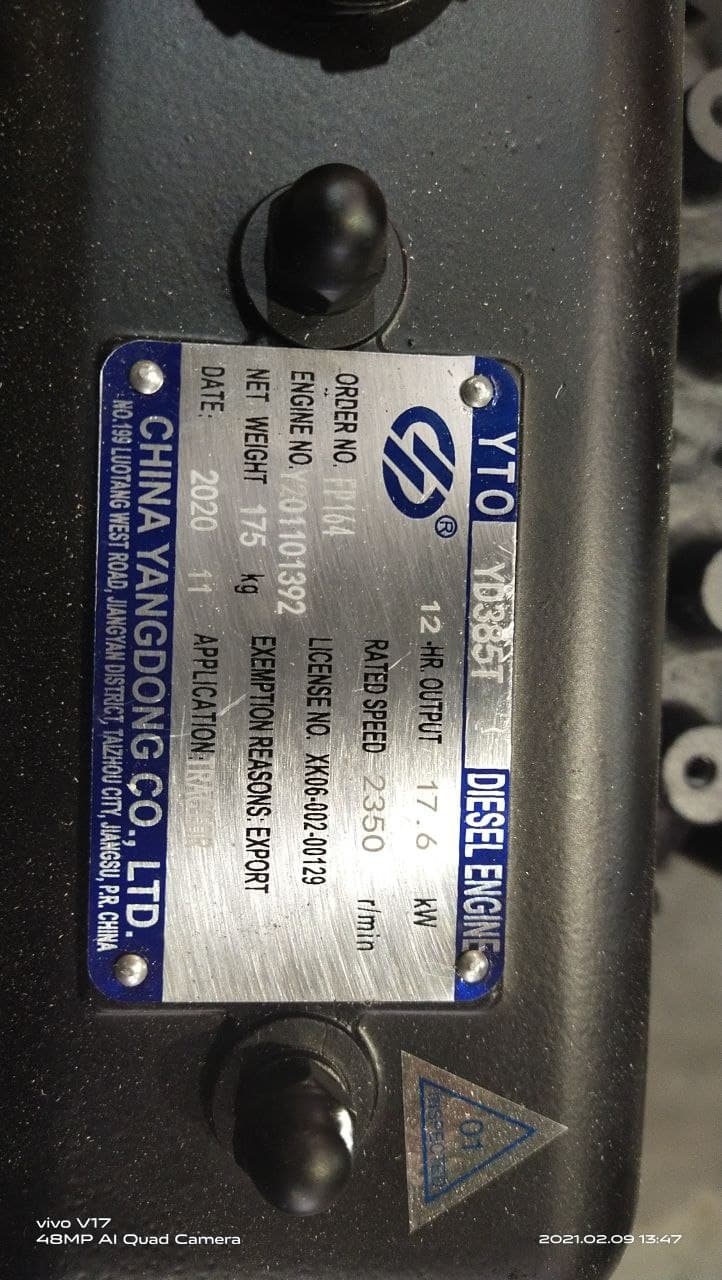 YTO YD385T DIESEL ENGINE
®
12 -HR. OUTPUT 17.6 kW
RATED SPEED 2350 r/min
ORDER NO. FP164
LICENSE NO. XK06-002-00129
ENGINE NO. Y201101392
EXEMPTION REASONS: EXPORT
NET WEIGHT 175 kg
APPLICATION:
DATE: 2020 11
CHINA YANGDONG CO., LTD.
NO.199 LUOTANG WEST ROAD, JIANGYAN DISTRICT, TAIZHOU CITY, JIANGSU, P.R. CHINA
01
INSPECTED
vivo V17
48MP AI Quad Camera
2021.02.09 13:47